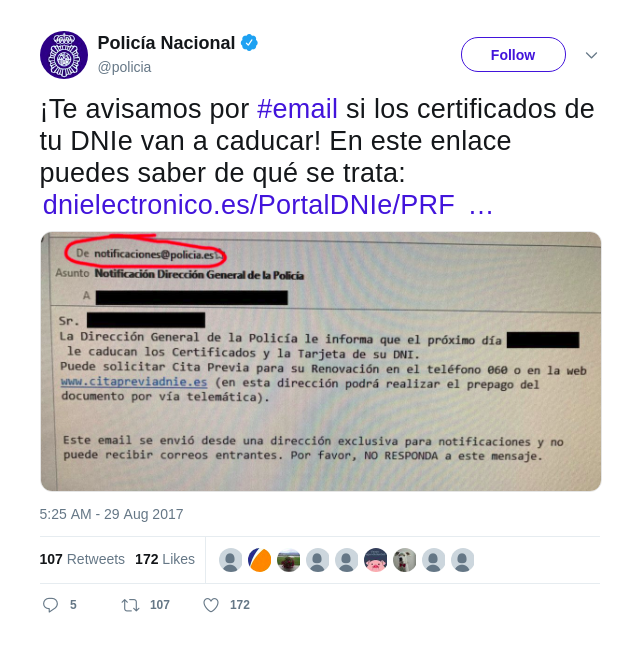 Policía Nacional
@policia
Follow
¡Te avisamos por #email si los certificados de
tu DNIe van a caducar! En este enlace
puedes saber de qué se trata:
dnielectronico.es/PortalDNIe/PRF …
De notificaciones@policia.es
Asunto Notificación Dirección General de la Policía
A
Sr.
La Dirección General de la Policía le informa que el próximo día
le caducan los Certificados y la Tarjeta de su DNI.
Puede solicitar Cita Previa para su Renovación en el teléfono 060 o en la web
www.citapreviadnie.es (en esta dirección podrá realizar el prepago del
documento por vía telemática).
Este email se envió desde una dirección exclusiva para notificaciones y no
puede recibir correos entrantes. Por favor, NO RESPONDA a este mensaje.
5:25 AM - 29 Aug 2017
107 Retweets 172 Likes
5 107 172